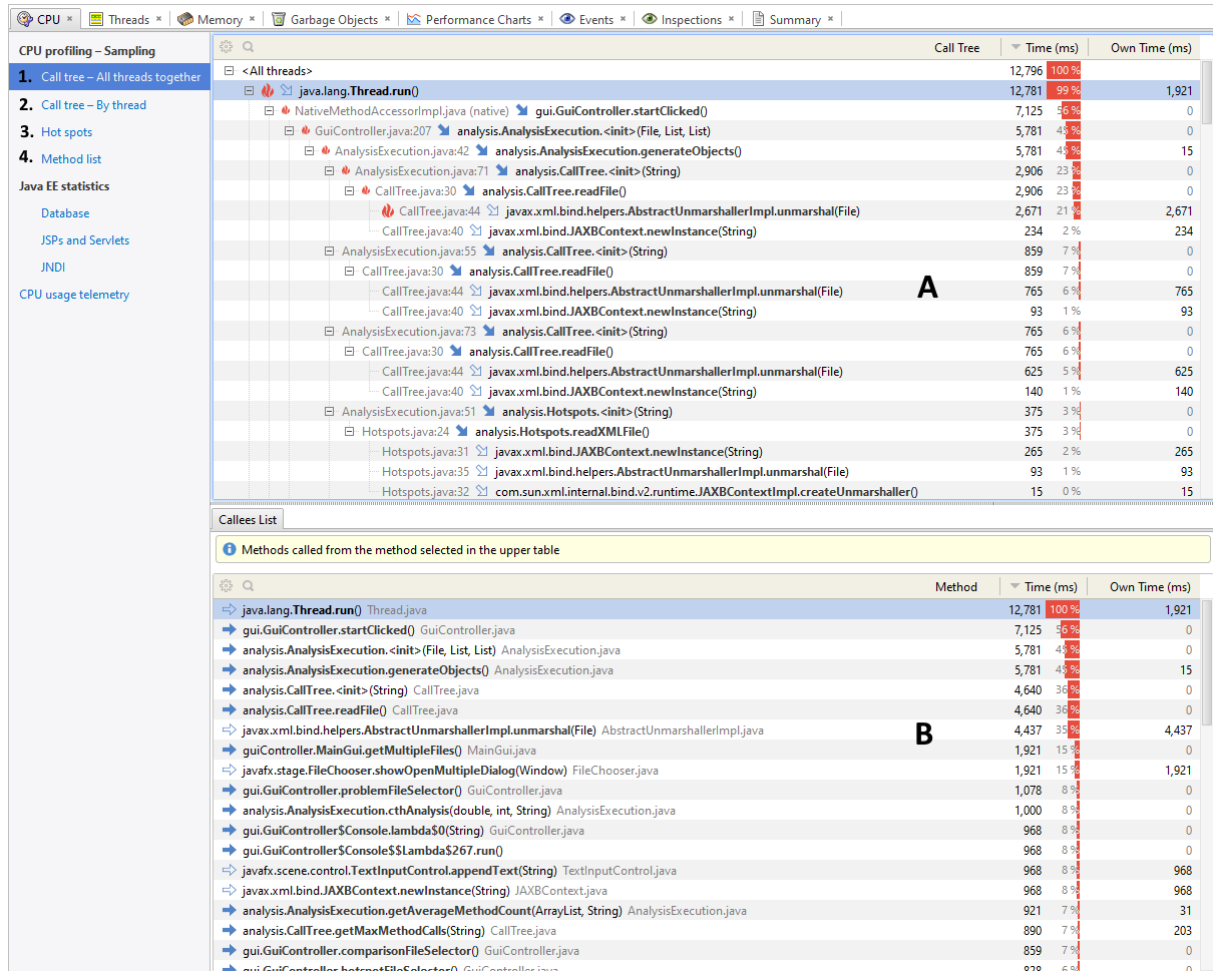 CPU × Threads × Memory × Garbage Objects × Performance Charts × Events × Inspections × Summary ×
CPU profiling – Sampling
1. Call tree – All threads together
2. Call tree – By thread
3. Hot spots
4. Method list
Java EE statistics
Database
JSPs and Servlets
JNDI
CPU usage telemetry
Call Tree Time (ms) Own Time (ms)
<All threads> 12,796 100 %
java.lang.Thread.run() 12,781 99 % 1,921
NativeMethodAccessorImpl.java (native) gui.GuiController.startClicked() 7,125 56 % 0
GuiController.java:207 analysis.AnalysisExecution.<init>(File, List, List) 5,781 45 % 0
AnalysisExecution.java:42 analysis.AnalysisExecution.generateObjects() 5,781 45 % 15
AnalysisExecution.java:71 analysis.CallTree.<init>(String) 2,906 23 % 0
CallTree.java:30 analysis.CallTree.readFile() 2,906 23 % 0
CallTree.java:44 javax.xml.bind.helpers.AbstractUnmarshallerImpl.unmarshal(File) 2,671 21 % 2,671
CallTree.java:40 javax.xml.bind.JAXBContext.newInstance(String) 234 2 % 234
AnalysisExecution.java:55 analysis.CallTree.<init>(String) 859 7 % 0
CallTree.java:30 analysis.CallTree.readFile() 859 7 % 0
A
CallTree.java:44 javax.xml.bind.helpers.AbstractUnmarshallerImpl.unmarshal(File) 765 6 % 765
CallTree.java:40 javax.xml.bind.JAXBContext.newInstance(String) 93 1 % 93
AnalysisExecution.java:73 analysis.CallTree.<init>(String) 765 6 % 0
CallTree.java:30 analysis.CallTree.readFile() 765 6 % 0
CallTree.java:44 javax.xml.bind.helpers.AbstractUnmarshallerImpl.unmarshal(File) 625 5 % 625
CallTree.java:40 javax.xml.bind.JAXBContext.newInstance(String) 140 1 % 140
AnalysisExecution.java:51 analysis.Hotspots.<init>(String) 375 3 % 0
Hotspots.java:24 analysis.Hotspots.readXMLFile() 375 3 % 0
Hotspots.java:31 javax.xml.bind.JAXBContext.newInstance(String) 265 2 % 265
Hotspots.java:35 javax.xml.bind.helpers.AbstractUnmarshallerImpl.unmarshal(File) 93 1 % 93
Hotspots.java:32 com.sun.xml.internal.bind.v2.runtime.JAXBContextImpl.createUnmarshaller() 15 0 % 15
Callees List
Methods called from the method selected in the upper table
Method Time (ms) Own Time (ms)
java.lang.Thread.run() Thread.java 12,781 100 % 1,921
gui.GuiController.startClicked() GuiController.java 7,125 56 % 0
analysis.AnalysisExecution.<init>(File, List, List) AnalysisExecution.java 5,781 45 % 0
analysis.AnalysisExecution.generateObjects() AnalysisExecution.java 5,781 45 % 15
analysis.CallTree.<init>(String) CallTree.java 4,640 36 % 0
analysis.CallTree.readFile() CallTree.java 4,640 36 % 0
javax.xml.bind.helpers.AbstractUnmarshallerImpl.unmarshal(File) AbstractUnmarshallerImpl.java 4,437 35 % 4,437
B
guiController.MainGui.getMultipleFiles() MainGui.java 1,921 15 % 0
javafx.stage.FileChooser.showOpenMultipleDialog(Window) FileChooser.java 1,921 15 % 1,921
gui.GuiController.problemFileSelector() GuiController.java 1,078 8 % 0
analysis.AnalysisExecution.cthAnalysis(double, int, String) AnalysisExecution.java 1,000 8 % 0
gui.GuiController$Console.lambda$0(String) GuiController.java 968 8 % 0
gui.GuiController$Console$$Lambda$267.run() 968 8 % 0
javafx.scene.control.TextInputControl.appendText(String) TextInputControl.java 968 8 % 968
javax.xml.bind.JAXBContext.newInstance(String) JAXBContext.java 968 8 % 968
analysis.AnalysisExecution.getAverageMethodCount(ArrayList, String) AnalysisExecution.java 921 7 % 31
analysis.CallTree.getMaxMethodCalls(String) CallTree.java 890 7 % 203
gui.GuiController.comparisonFileSelector() GuiController.java 859 7 % 0
gui.GuiController.hotspotFileSelector() GuiController.java 828 6 % 0